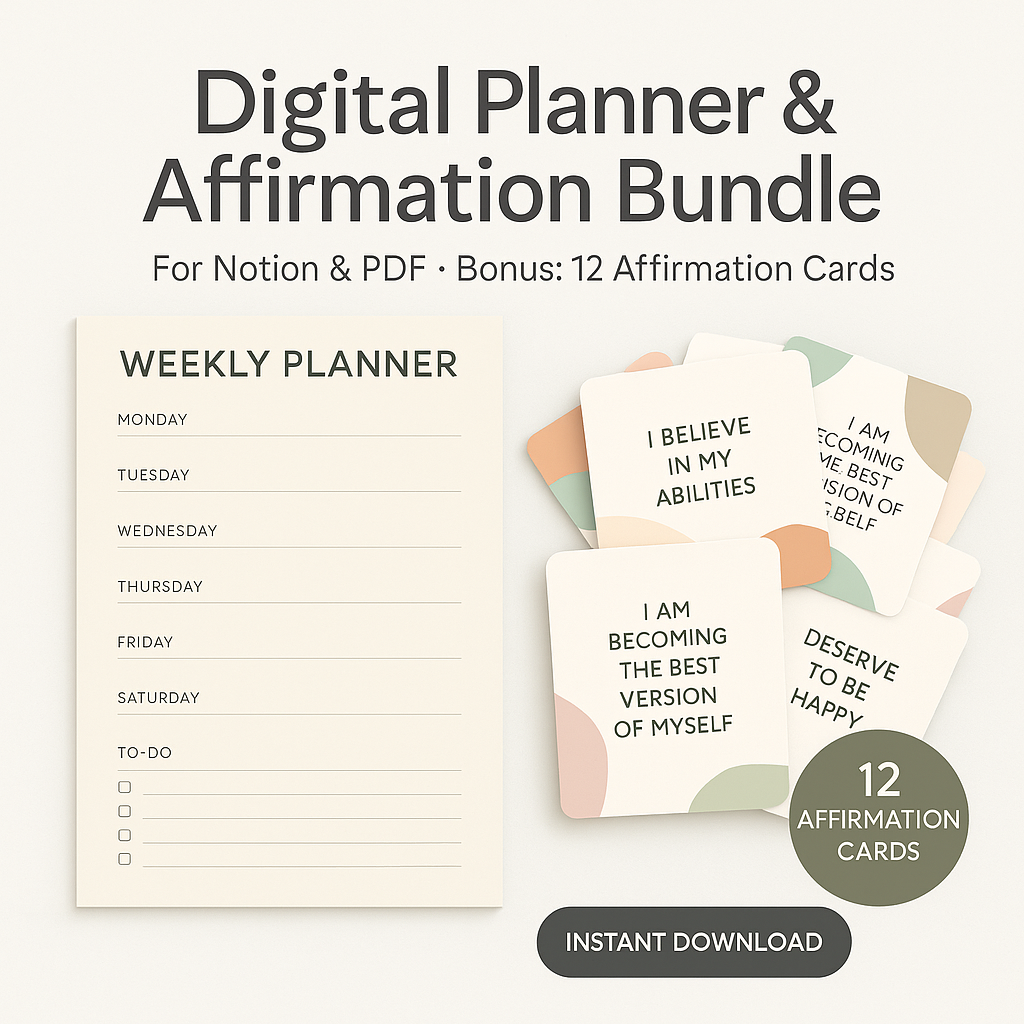 Digital Planner &
Affirmation Bundle
For Notion & PDF · Bonus: 12 Affirmation Cards
WEEKLY PLANNER
MONDAY
TUESDAY
WEDNESDAY
THURSDAY
FRIDAY
SATURDAY
TO-DO
I BELIEVE
IN MY
ABILITIES
I AM
ECOMINIG
ME. BEST
ISION OF
G.BELF
I AM
BECOMING
THE BEST
VERSION
OF MYSELF
DESERVE
TO BE
HAPPY
12
AFFIRMATION
CARDS
INSTANT DOWNLOAD